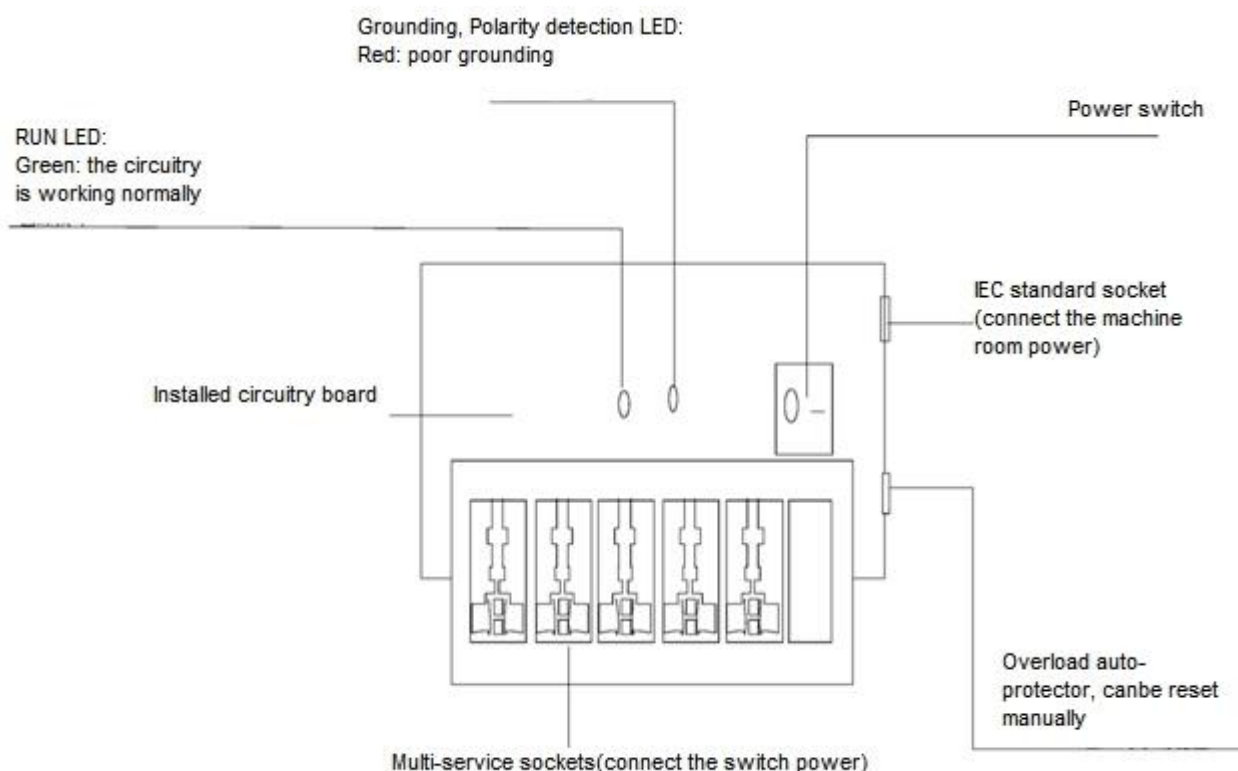 Grounding, Polarity detection LED:
Red: poor grounding
Power switch
RUN LED:
Green: the circuitry
is working normally
IEC standard socket
(connect the machine
room power)
Installed circuitry board
Overload auto-
protector, canbe reset
manually
Multi-service sockets(connect the switch power)